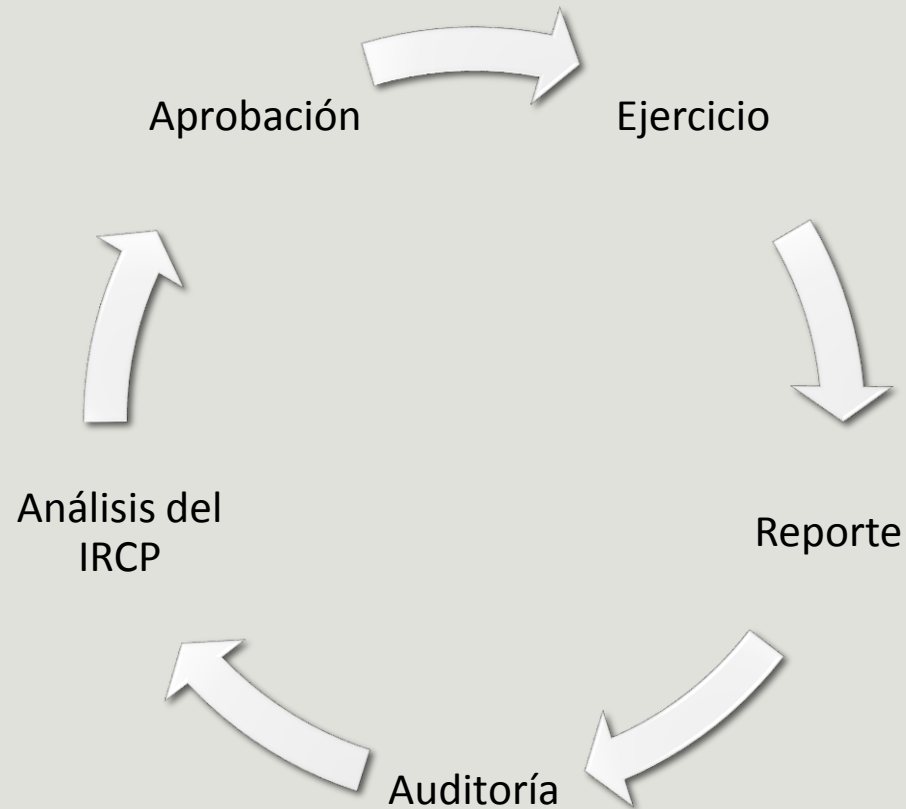 Aprobación
Ejercicio
Reporte
Auditoría
Análisis del
IRCP